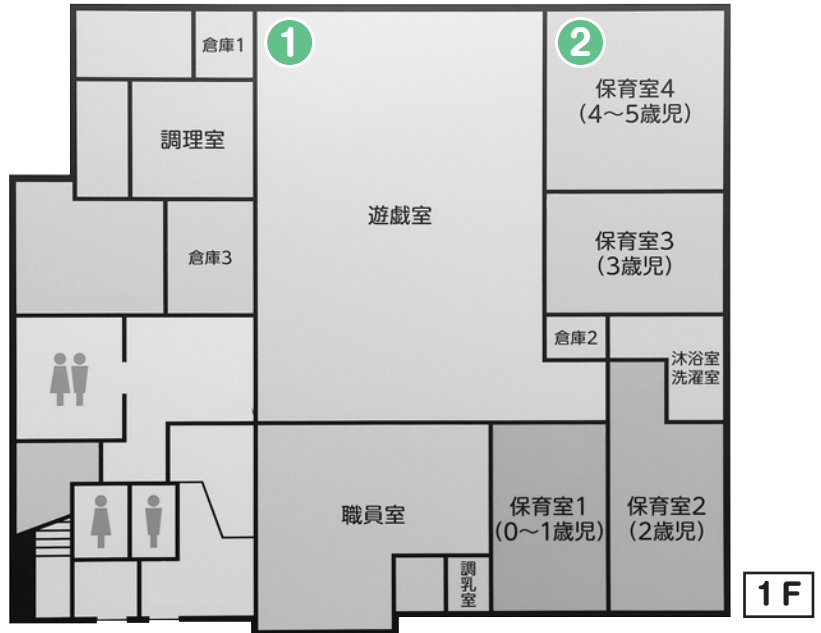 倉庫1
1
2
保育室4
(4〜5歳児)
調理室
遊戯室
保育室3
(3歳児)
倉庫3
倉庫2
沐浴室
洗濯室
職員室
保育室1
(0〜1歳児)
保育室2
(2歳児)
調乳室
1F